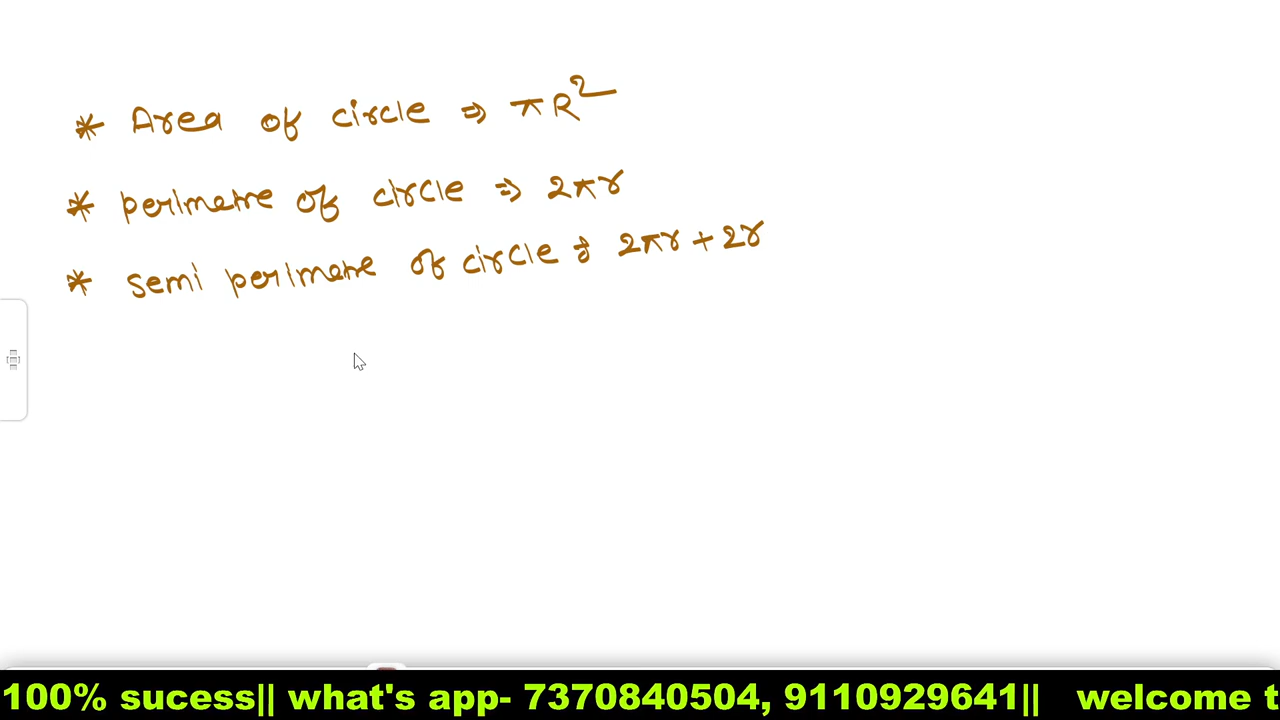 * Area of circle ⇒ πR²
* perimetre of circle ⇒ 2πr
* semi perimetre of circle : 2πr + 2r
100% sucess|| what's app- 7370840504, 9110929641|| welcome t